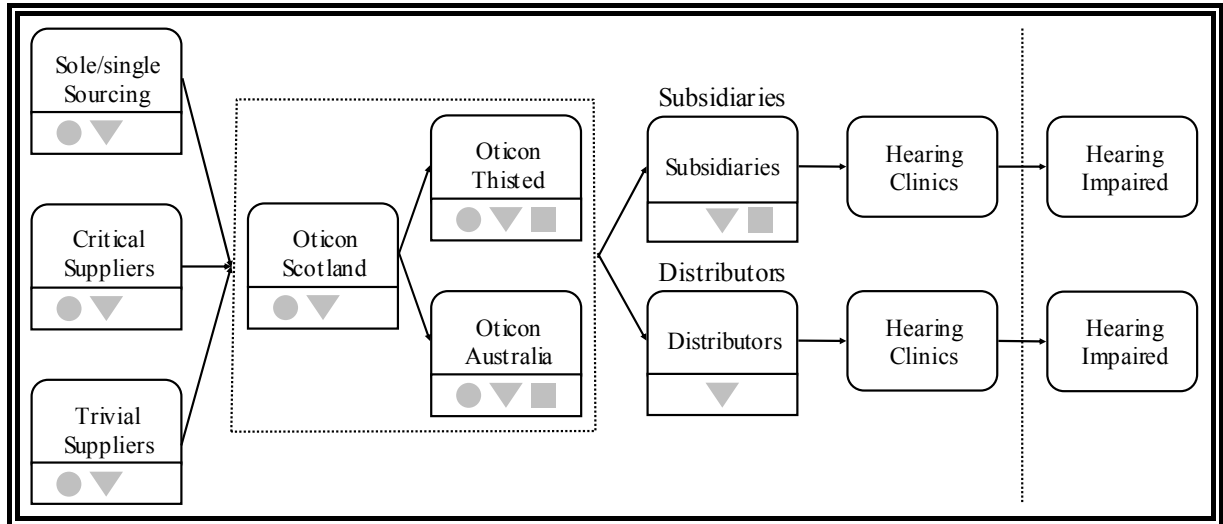 Sole/single
Sourcing
Critical
Suppliers
Trivial
Suppliers
Oticon
Scotland
Oticon
Thisted
Oticon
Australia
Subsidiaries
Subsidiaries
Distributors
Distributors
Hearing
Clinics
Hearing
Clinics
Hearing
Impaired
Hearing
Impaired